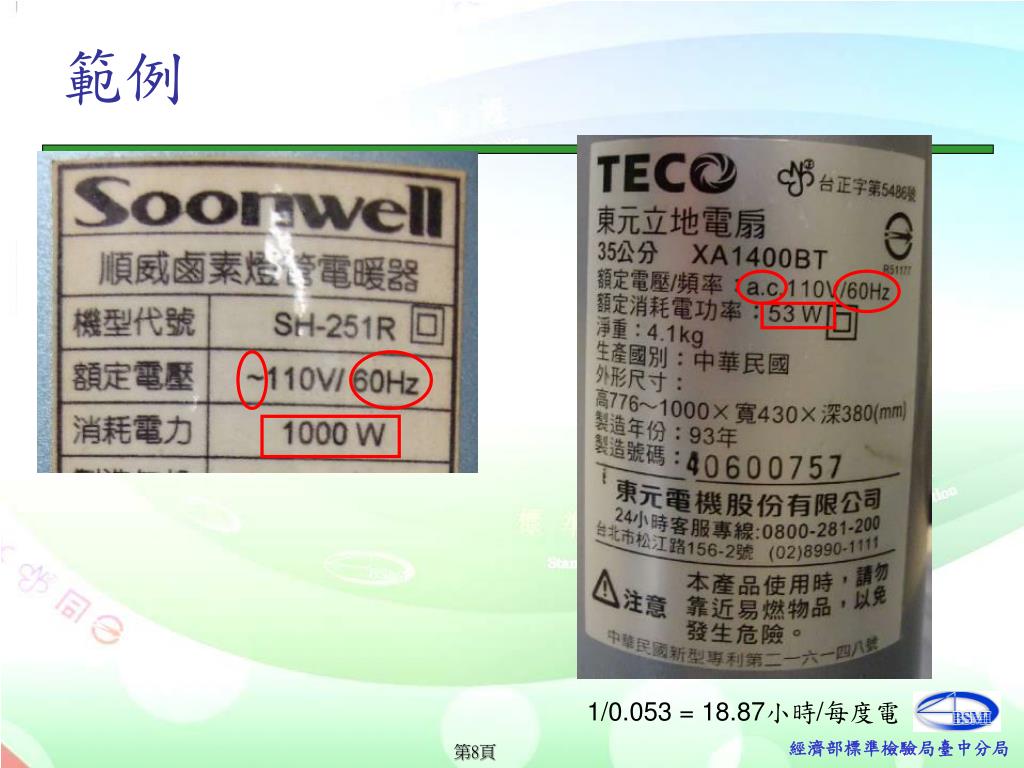 範例
Soonwell
順威鹵素燈管電暖器
機型代號 SH-251R
額定電壓 ~110V/ 60Hz
消耗電力 1000 W
TECO
台正字第5486號
東元立地電扇
35公分 XA1400BT
R51177
額定電壓/頻率：a.c.110V/60Hz
額定消耗電功率：53 W
淨重：4.1kg
生產國別：中華民國
外形尺寸：
高776～1000×寬430×深380(mm)
製造年份：93年
製造號碼：40600757
東元電機股份有限公司
24小時客服專線:0800-281-200
台北市松江路156-2號 (02)8990-1111
注意
本產品使用時，請勿
靠近易燃物品，以免
發生危險。
中華民國新型專利第二一六一四八號
1/0.053 = 18.87小時/每度電
BSMI
經濟部標準檢驗局臺中分局
第8頁